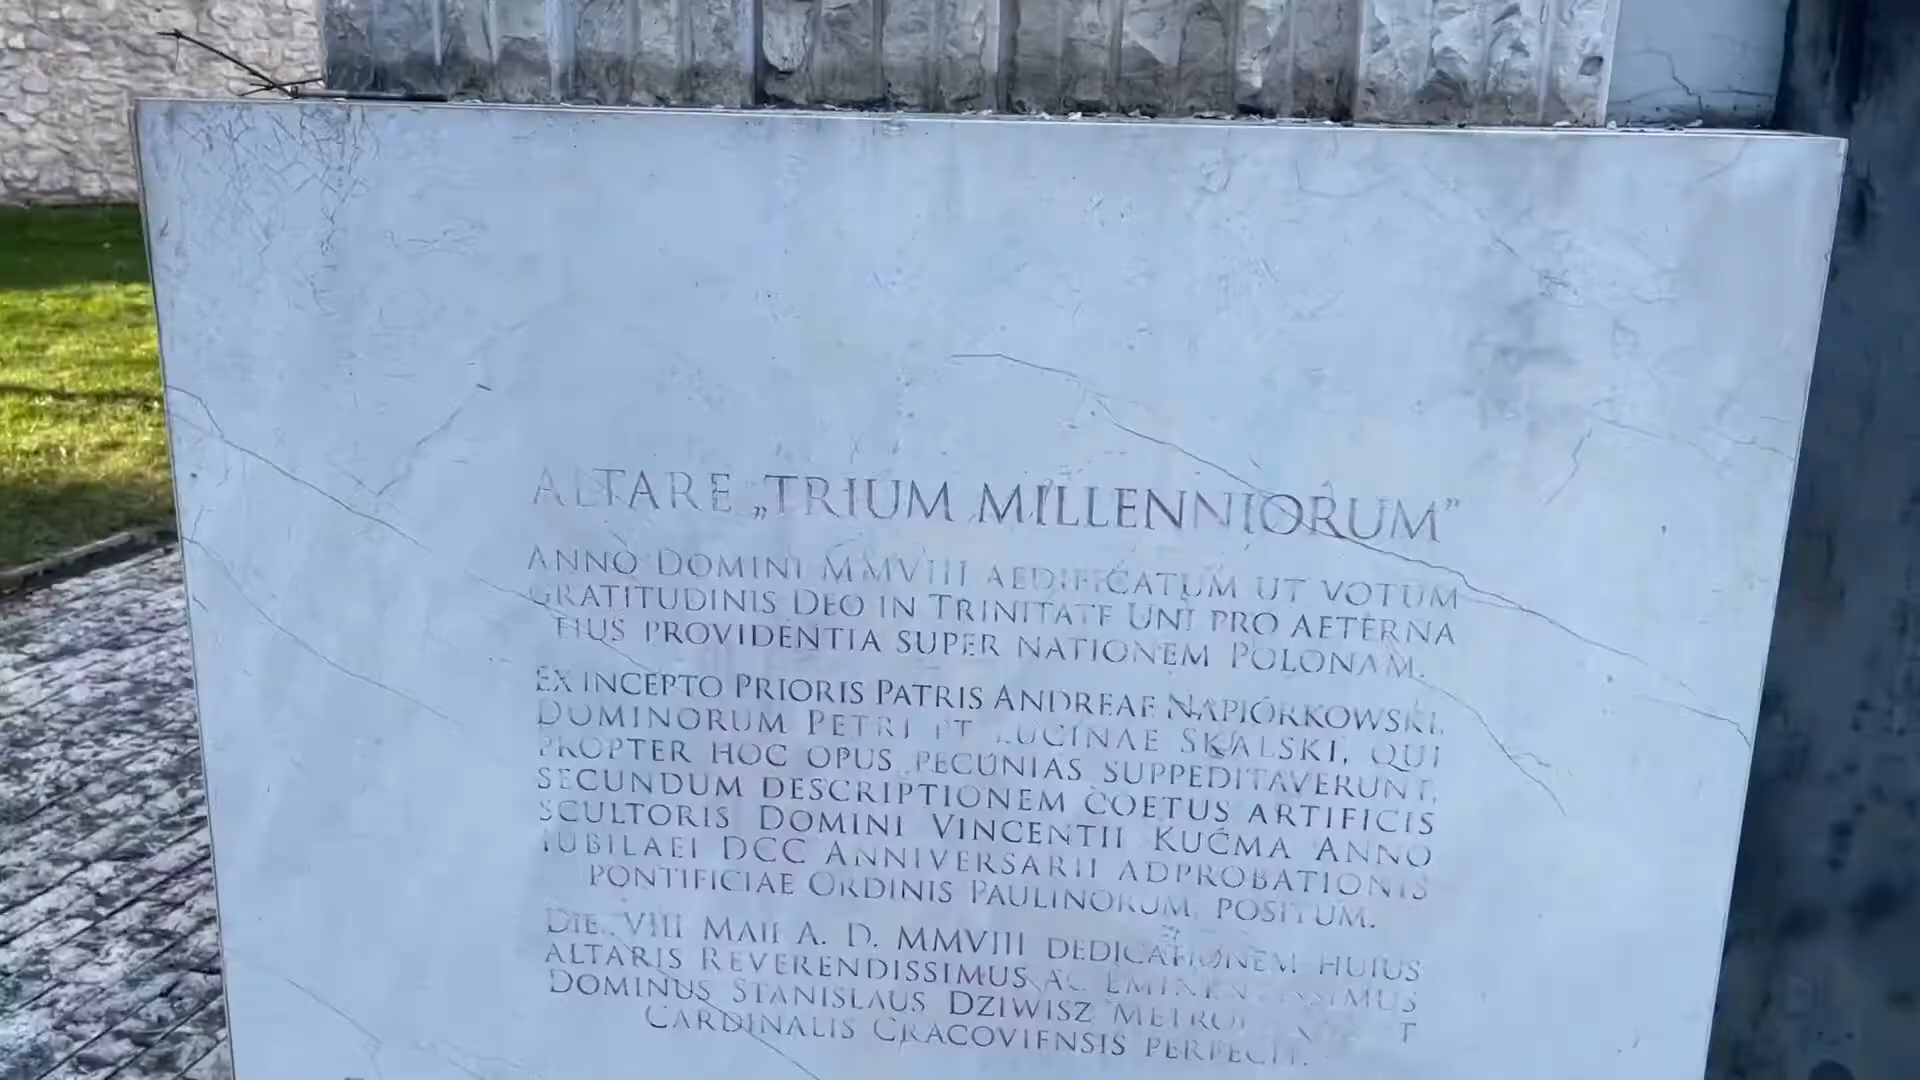 ALTARE „TRIUM MILLENNIORUM”
ANNO DOMINI MMVIII AEDIFICATUM UT VOTUM
GRATITUDINIS DEO IN TRINITATE UNI PRO AETERNA
EIUS PROVIDENTIA SUPER NATIONEM POLONAM.
EX INCEPTO PRIORIS PATRIS ANDREAE NAPIÓRKOWSKI,
DOMINORUM PETRI ET LUCINAE SKALSKI, QUI
PROPTER HOC OPUS PECUNIAS SUPPEDITAVERUNT,
SECUNDUM DESCRIPTIONEM COETUS ARTIFICIS
SCULTORIS DOMINI VINCENTII KUĆMA ANNO
IUBILAEI DCC ANNIVERSARII ADPROBATIONIS
PONTIFICIAE ORDINIS PAULINORUM, POSITUM.
DIE VIII MAII A. D. MMVIII DEDICATIONEM HUIUS
ALTARIS REVERENDISSIMUS AC EMINENTISSIMUS
DOMINUS STANISLAUS DZIWISZ
CARDINALIS CRACOVIENSIS PERFECIT.